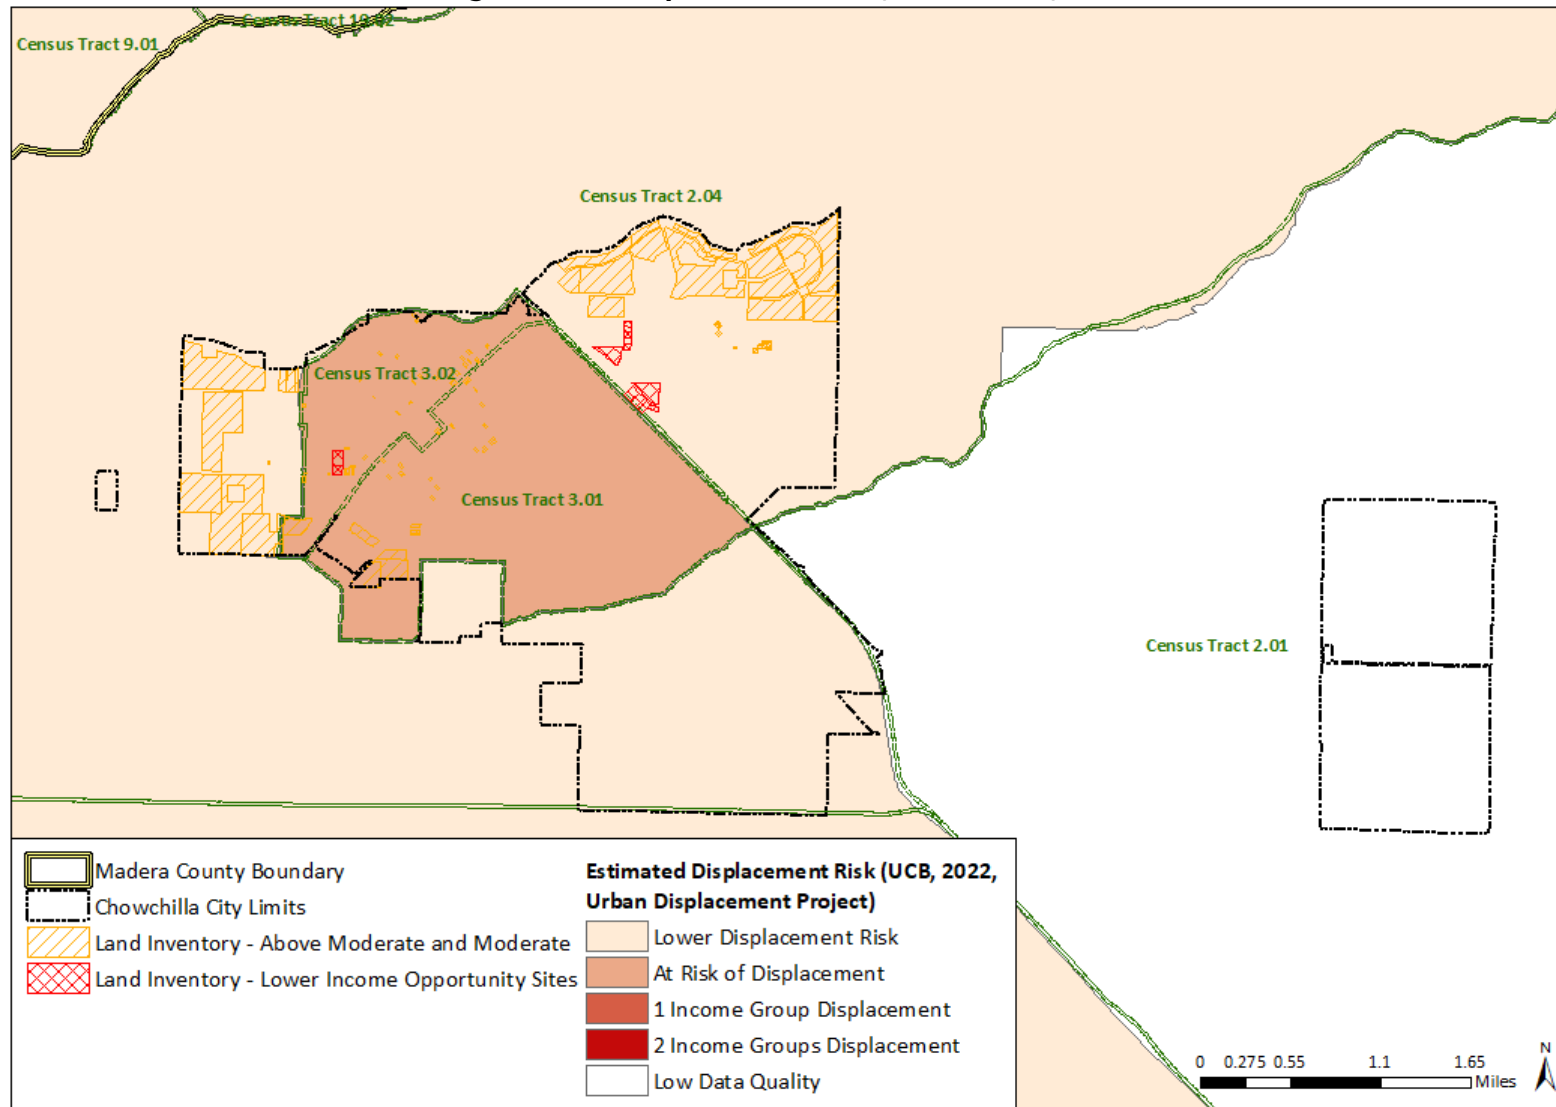 Census Tract 9.01
Census Tract 2.04
Census Tract 3.02
Census Tract 3.01
Census Tract 2.01
Madera County Boundary
Chowchilla City Limits
Land Inventory - Above Moderate and Moderate
Land Inventory - Lower Income Opportunity Sites
Estimated Displacement Risk (UCB, 2022,
Urban Displacement Project)
Lower Displacement Risk
At Risk of Displacement
1 Income Group Displacement
2 Income Groups Displacement
Low Data Quality
0 0.275 0.55 1.1 1.65
Miles
N